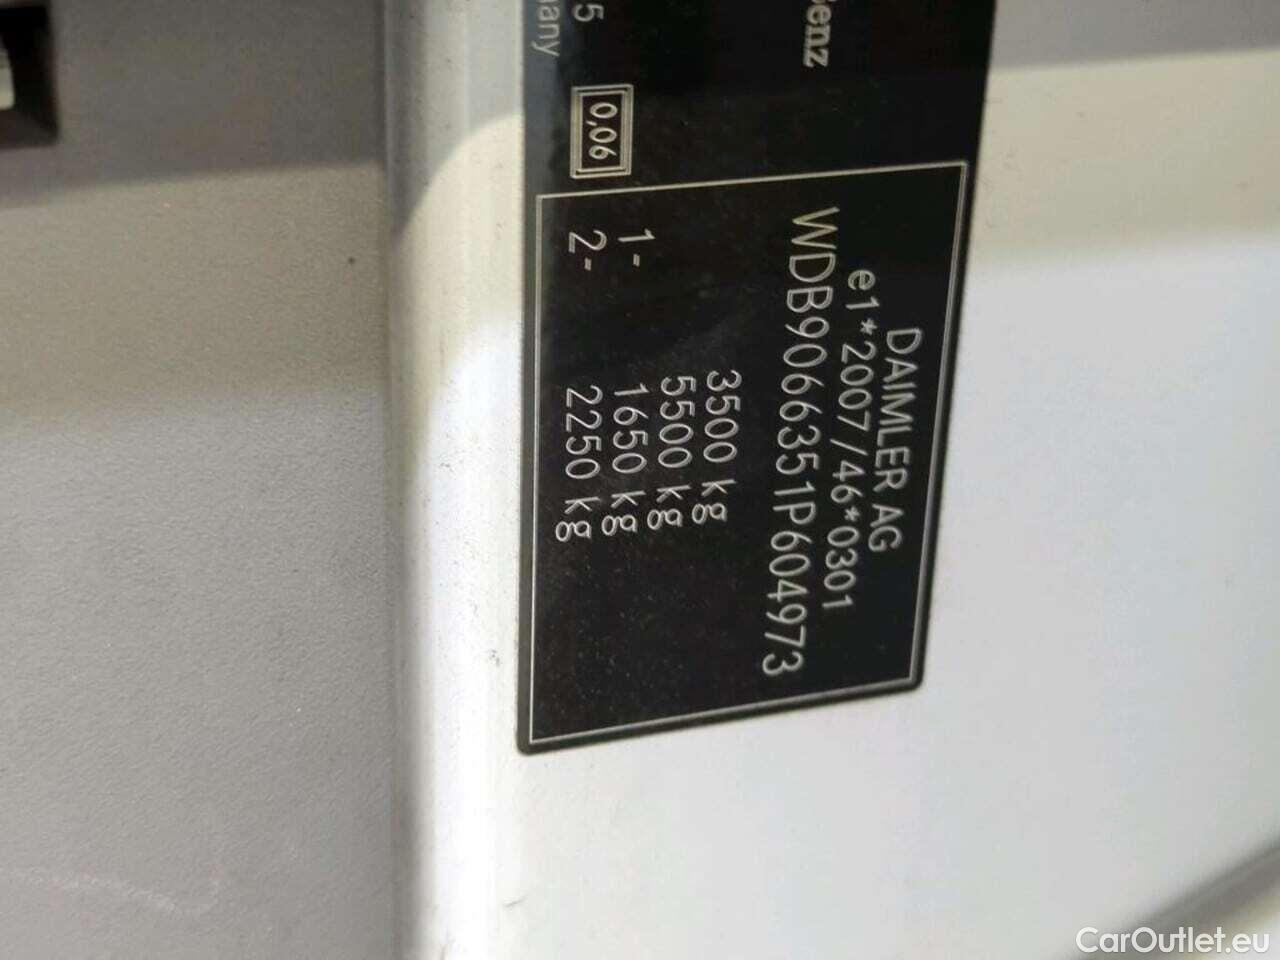 Benz
5
any
0,06
DAIMLER AG
e1*2007/46*0301
WDB9066351P604973
3500 kg
5500 kg
1- 1650 kg
2- 2250 kg
CarOutlet.eu